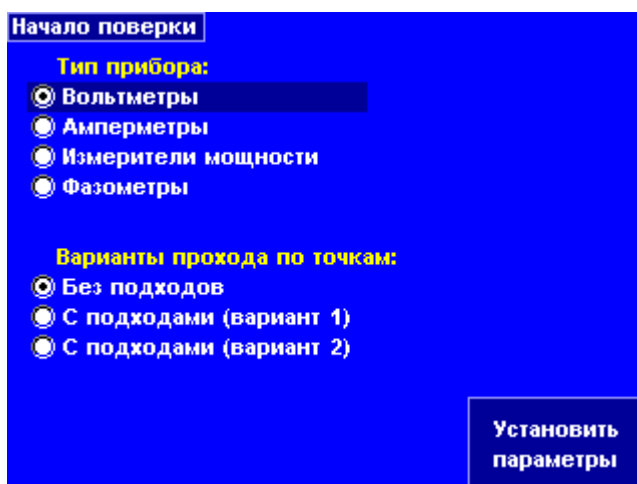 Начало поверки
Тип прибора:
Вольтметры
Амперметры
Измерители мощности
Фазометры
Варианты прохода по точкам:
Без подходов
С подходами (вариант 1)
С подходами (вариант 2)
Установить
параметры